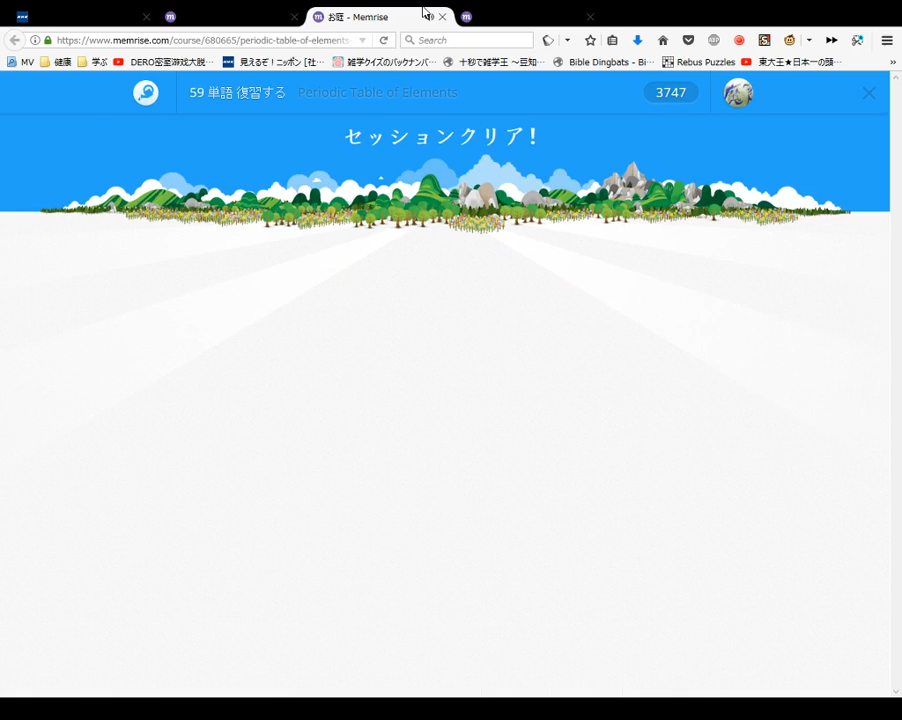 お庭 - Memrise
https://www.memrise.com/course/680665/periodic-table-of-elements
Search
MV 健康 学ぶ DERO密室游戏大脱… 見えるぞ！ニッポン [社… 雑学クイズのバックナンバ… 十秒で雑学王 ～豆知… Bible Dingbats - Bi… Rebus Puzzles 東大王★日本一の頭…
59 単語 復習する Periodic Table of Elements 3747
セッションクリア！